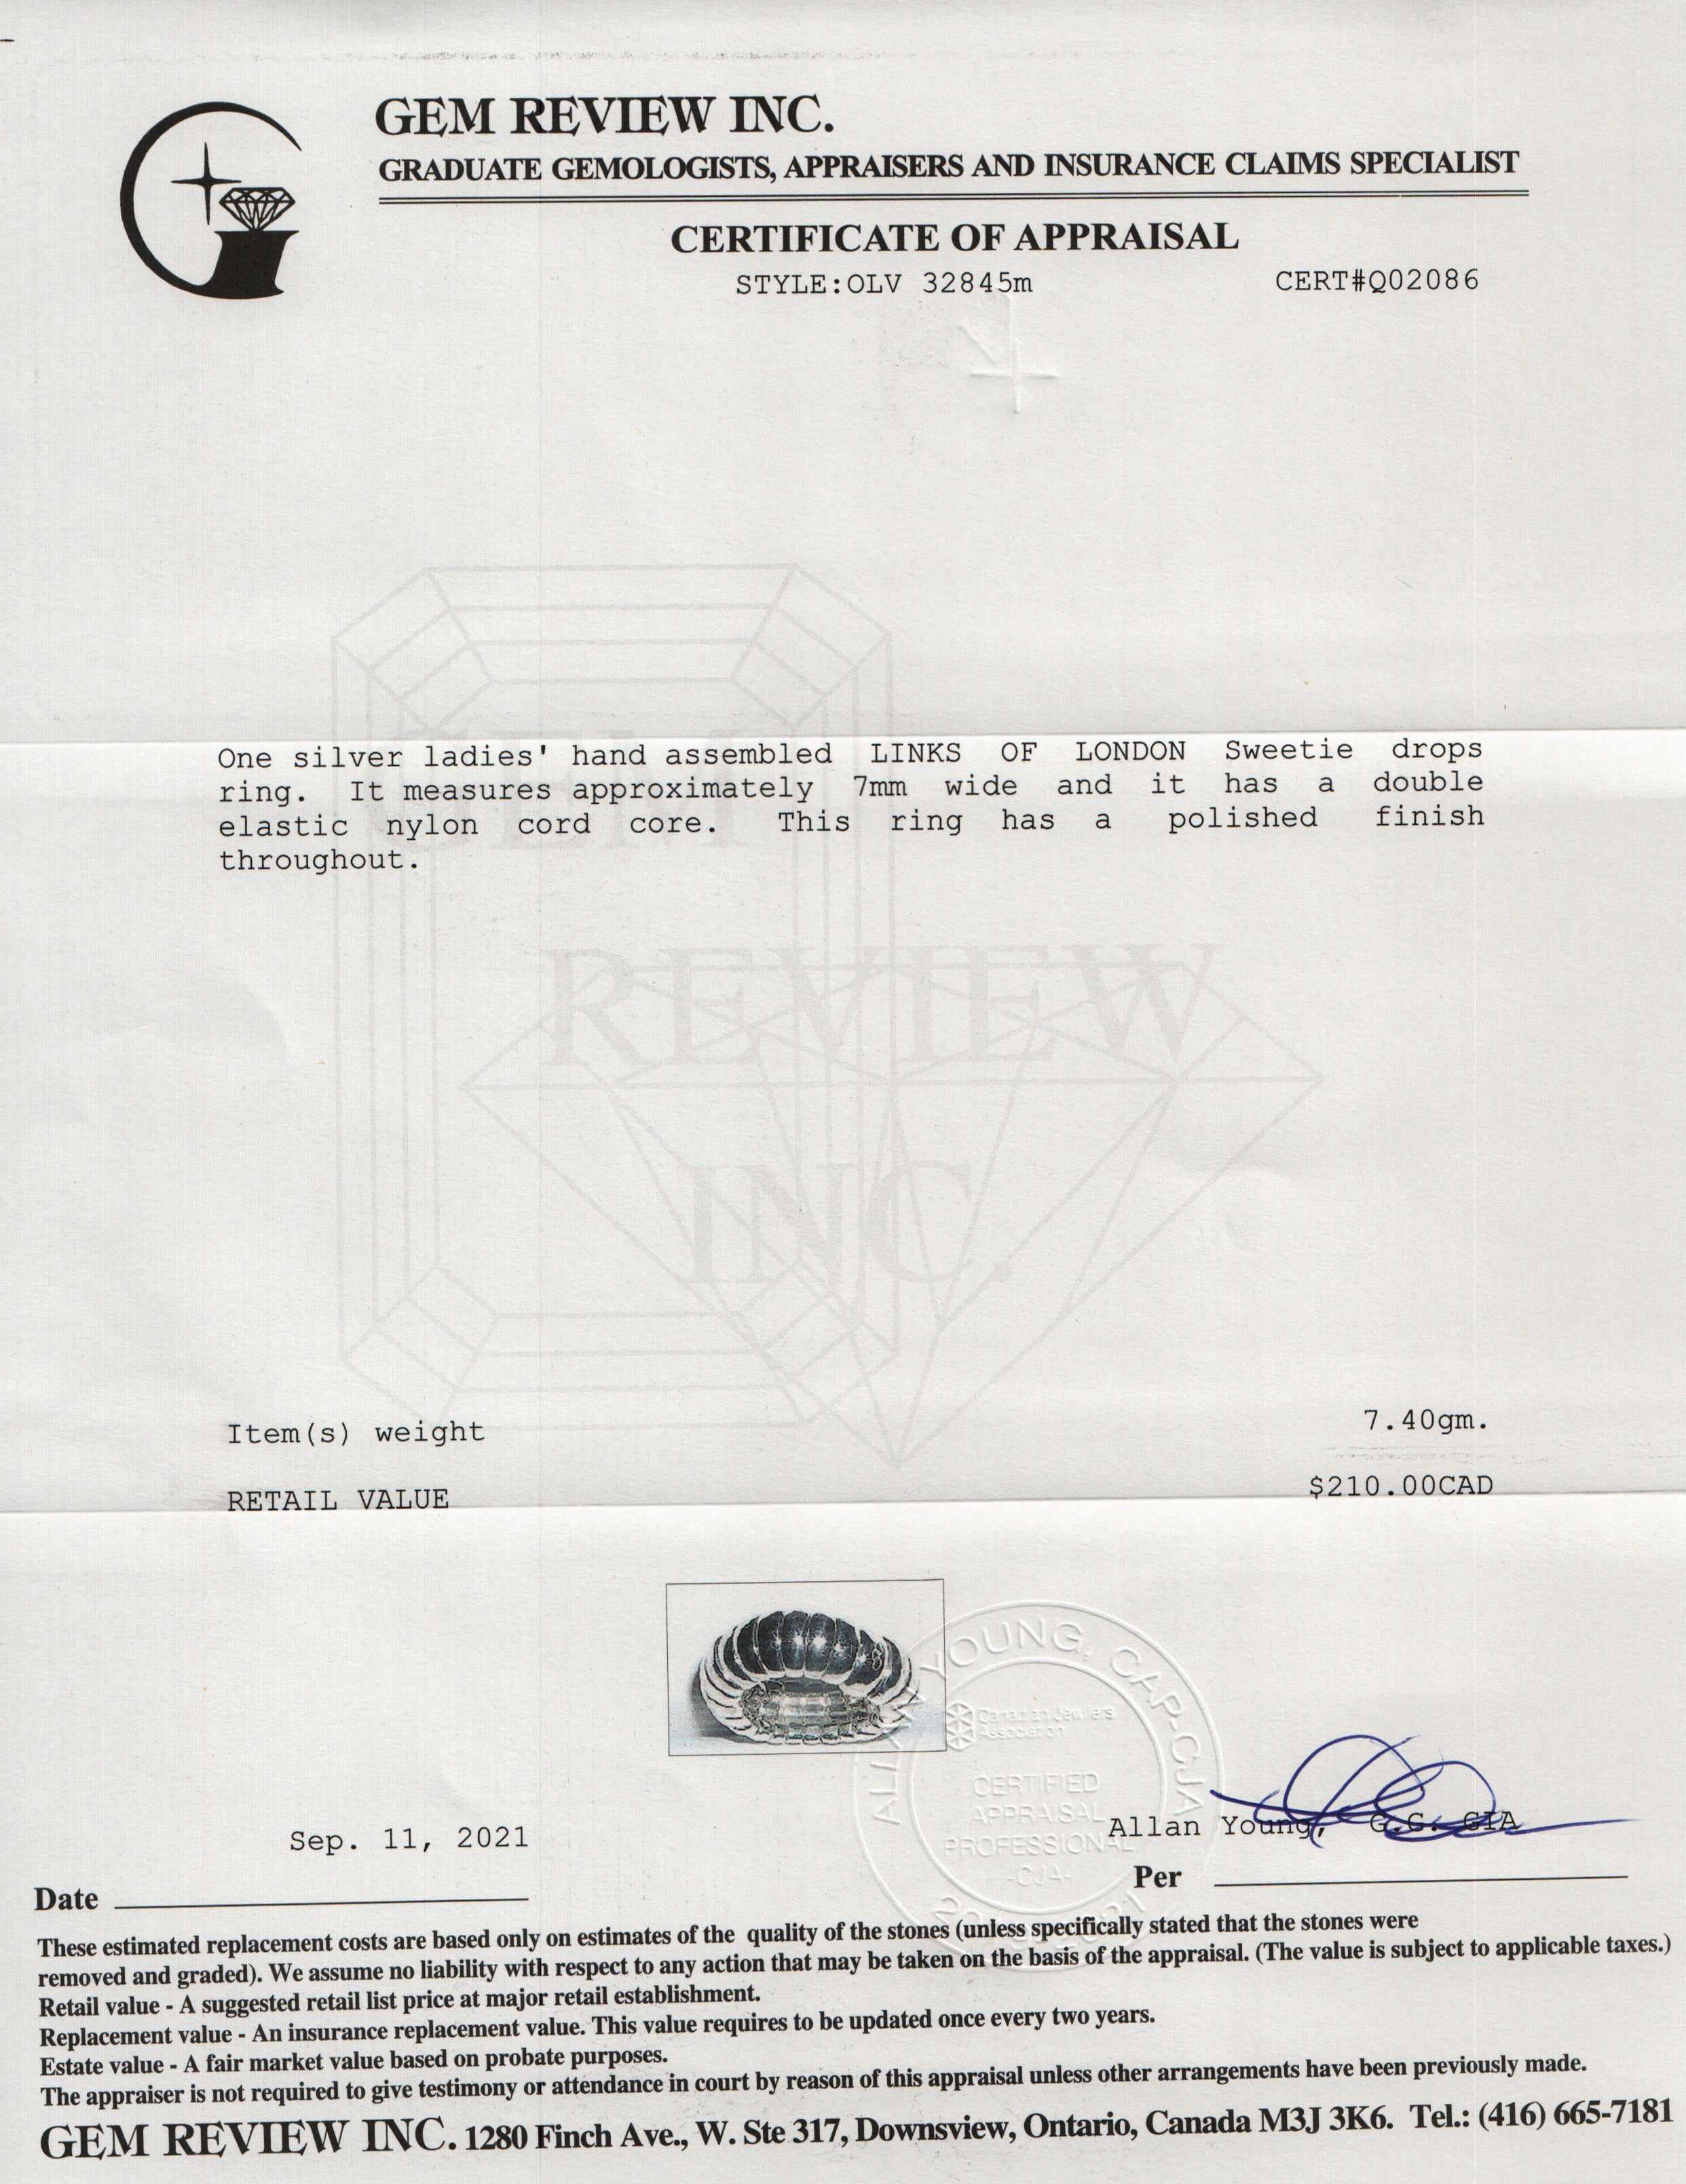 GEM REVIEW INC.
GRADUATE GEMOLOGISTS, APPRAISERS AND INSURANCE CLAIMS SPECIALIST
CERTIFICATE OF APPRAISAL
STYLE:OLV 32845m
CERT#Q02086
One silver ladies' hand assembled LINKS OF LONDON Sweetie drops
ring. It measures approximately 7mm wide and it has a double
elastic nylon cord core. This ring has a polished finish
throughout.
GEM
REVIEW
INC.
Item(s) weight 7.40gm.
RETAIL VALUE $210.00CAD
ALLAN YOUNG, CAP-CJA
Canadian Jewellers
Association
CERTIFIED
APPRAISAL
PROFESSIONAL
-CJA-
Sep. 11, 2021
Allan Young, G.G. GIA
Date
Per
These estimated replacement costs are based only on estimates of the quality of the stones (unless specifically stated that the stones were
removed and graded). We assume no liability with respect to any action that may be taken on the basis of the appraisal. (The value is subject to applicable taxes.)
Retail value - A suggested retail list price at major retail establishment.
Replacement value - An insurance replacement value. This value requires to be updated once every two years.
Estate value - A fair market value based on probate purposes.
The appraiser is not required to give testimony or attendance in court by reason of this appraisal unless other arrangements have been previously made.
GEM REVIEW INC. 1280 Finch Ave., W. Ste 317, Downsview, Ontario, Canada M3J 3K6. Tel.: (416) 665-7181